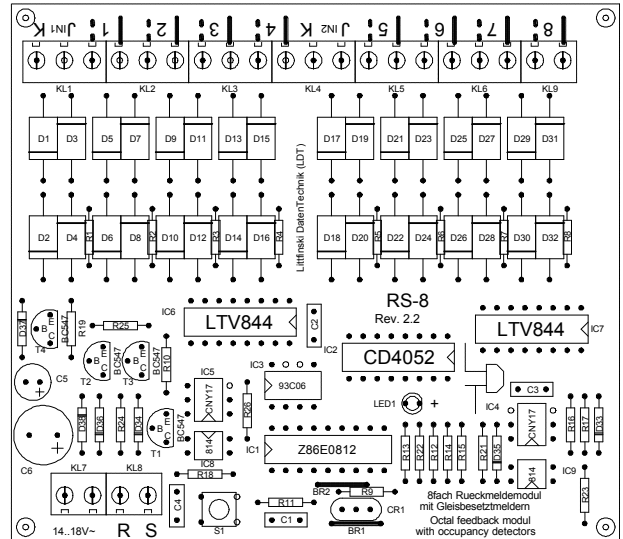 K JIN1 1 2 3 4 K JIN2 5 6 7 8
KL1 KL2 KL3 KL4 KL5 KL6 KL9
D1 D3 D5 D7 D9 D11 D13 D15 D17 D19 D21 D23 D25 D27 D29 D31
Littfinski DatenTechnik (LDT)
D2 D4 R1 D6 D8 R2 D10 D12 R3 D14 D16 R4 D18 D20 R5 D22 D24 R6 D26 D28 R7 D30 D32 R8
RS-8
Rev. 2.2
D37 B C E T4 BC547 R19 R25 IC6 LTV844 C2 LTV844 IC7
IC2 CD4052
B C E T2 BC547 B C E T3 BC547 R10
C5 + IC5 CNY17 IC3 93C06 R26
LED1 + C3 IC4 CNY17
C6 + D38 D36 R24 D34 B C E T1 BC547 814 IC8 IC1 Z86E0812
R13 R22 R12 R14 R15 R21 D35 814 IC9 R16 R17 D33 R23
KL7 KL8 C4 R18 S1 R11 C1 BR2 R9 CR1 BR1
8fach Rueckmeldemodul
mit Gleisbesetztmeldern
Octal feedback modul
with occupancy detectors
14..18V~ R S